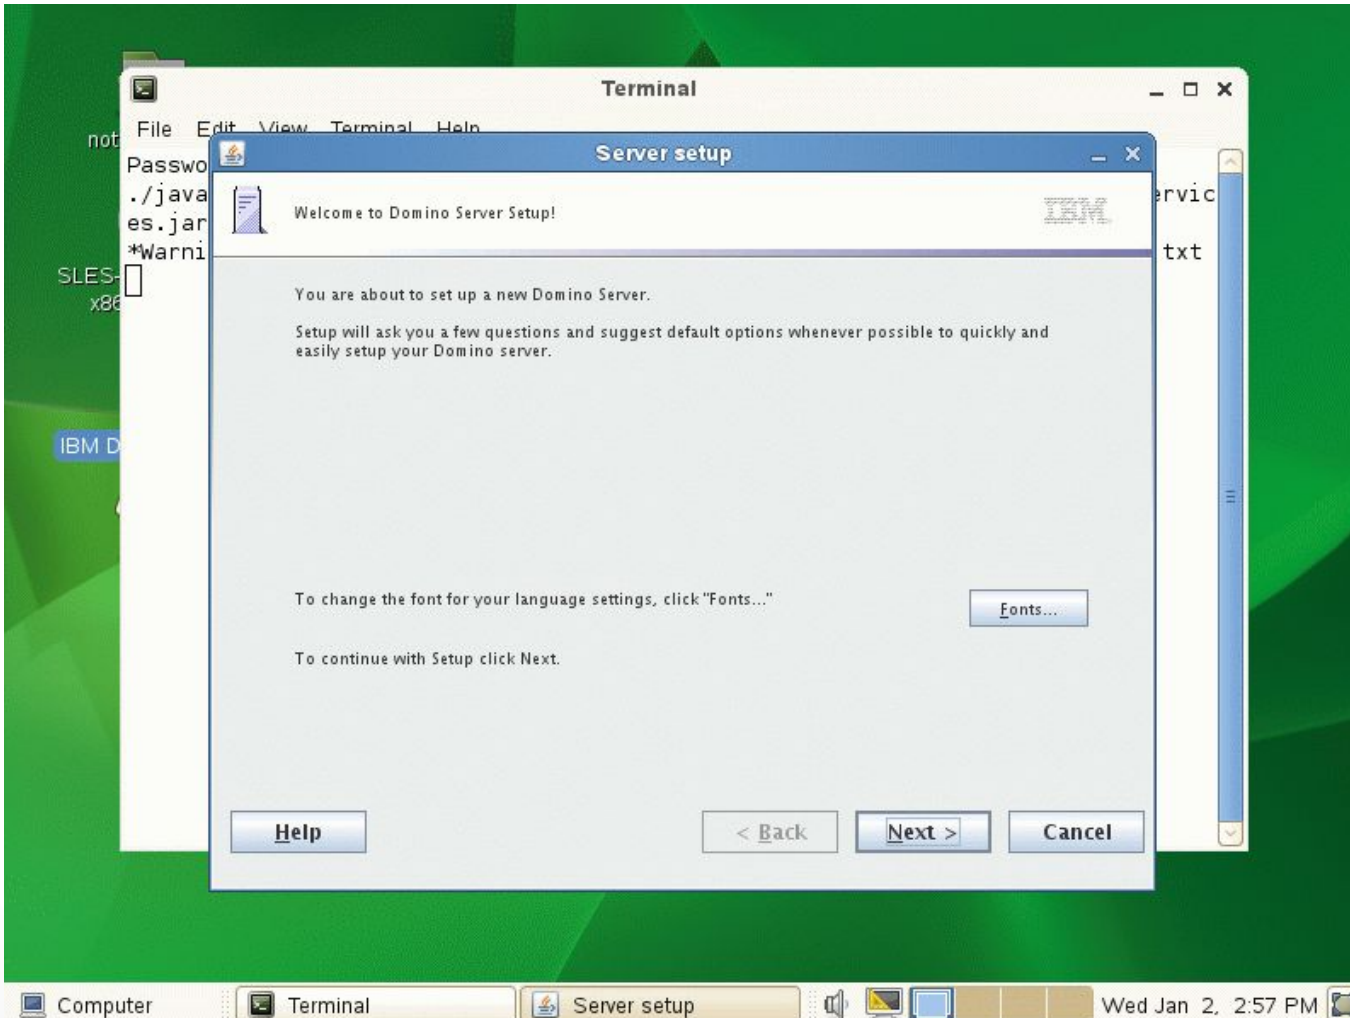 Terminal
File Edit View Terminal Help
not
Passwo
./java
ervic
es.jar
*Warni
txt
SLES-
x86
IBM D
Server setup
Welcome to Domino Server Setup!
IBM
You are about to set up a new Domino Server.
Setup will ask you a few questions and suggest default options whenever possible to quickly and
easily setup your Domino server.
To change the font for your language settings, click "Fonts..."
Fonts...
To continue with Setup click Next.
Help
< Back
Next >
Cancel
Computer
Terminal
Server setup
Wed Jan 2, 2:57 PM